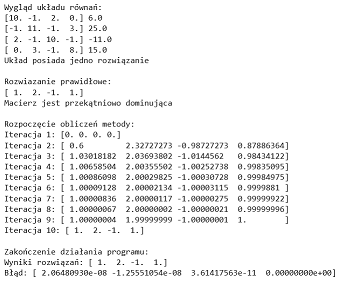 Wygląd układu równań:
[10. -1. 2. 0.] 6.0
[-1. 11. -1. 3.] 25.0
[ 2. -1. 10. -1.] -11.0
[ 0. 3. -1. 8.] 15.0
Układ posiada jedno rozwiązanie
Rozwiazanie prawidłowe:
[ 1. 2. -1. 1.]
Macierz jest przekątniowo dominująca
Rozpoczęcie obliczeń metody:
Iteracja 1: [0. 0. 0. 0.]
Iteracja 2: [ 0.6 2.32727273 -0.98727273 0.87886364]
Iteracja 3: [ 1.03018182 2.03693802 -1.0144562 0.98434122]
Iteracja 4: [ 1.00658504 2.00355502 -1.00252738 0.99835095]
Iteracja 5: [ 1.00086098 2.00029825 -1.00030728 0.99984975]
Iteracja 6: [ 1.00009128 2.00002134 -1.00003115 0.9999881 ]
Iteracja 7: [ 1.00000836 2.00000117 -1.00000275 0.99999922]
Iteracja 8: [ 1.00000067 2.00000002 -1.00000021 0.99999996]
Iteracja 9: [ 1.00000004 1.99999999 -1.00000001 1. ]
Iteracja 10: [ 1. 2. -1. 1.]
Zakończenie działania programu:
Wyniki rozwiązań: [ 1. 2. -1. 1.]
Błąd: [ 2.06480930e-08 -1.25551054e-08 3.61417563e-11 0.00000000e+00]